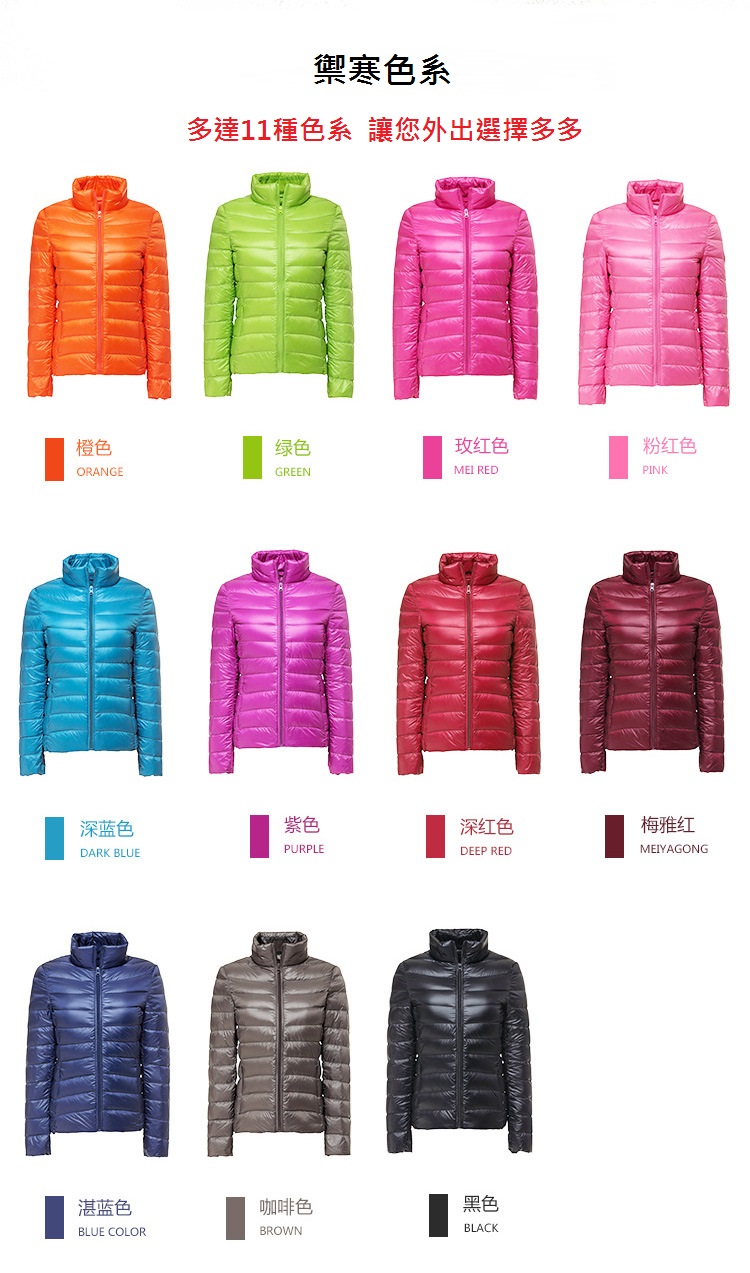 禦寒色系
多達11種色系 讓您外出選擇多多
橙色
ORANGE
绿色
GREEN
玫红色
MEI RED
粉红色
PINK
深蓝色
DARK BLUE
紫色
PURPLE
深红色
DEEP RED
梅雅红
MEIYAGONG
湛蓝色
BLUE COLOR
咖啡色
BROWN
黑色
BLACK